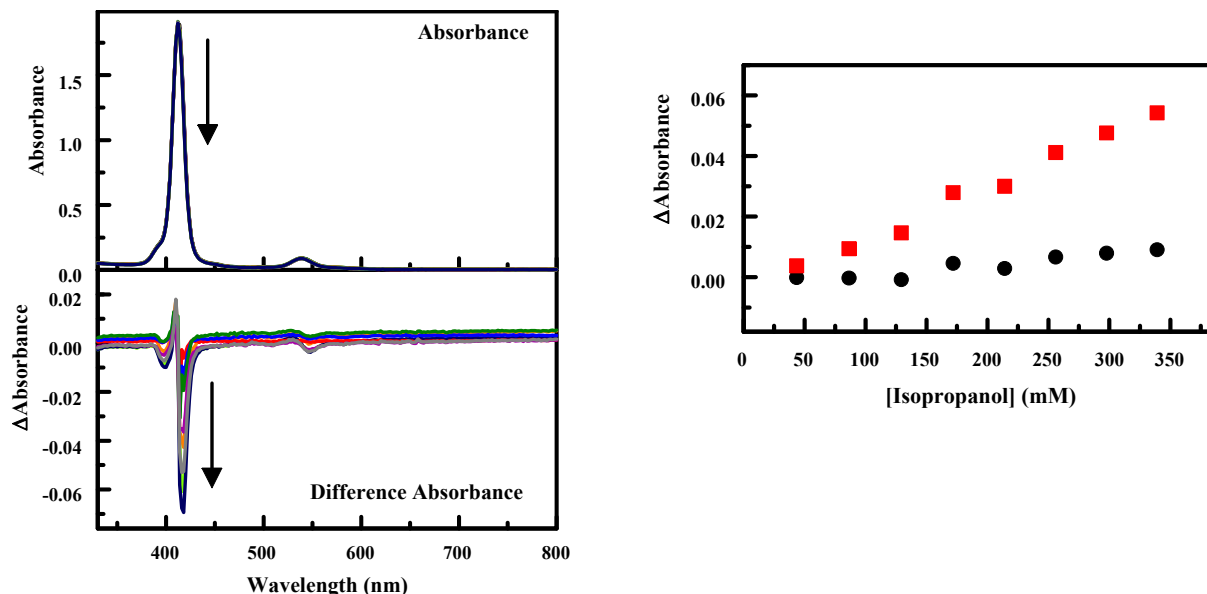 Absorbance
Absorbance
1.5
1.0
0.5
0.0
ΔAbsorbance
0.02
0.00
-0.02
-0.04
-0.06
Difference Absorbance
400 500 600 700 800
Wavelength (nm)
ΔAbsorbance
0.06
0.04
0.02
0.00
0 50 100 150 200 250 300 350
[Isopropanol] (mM)